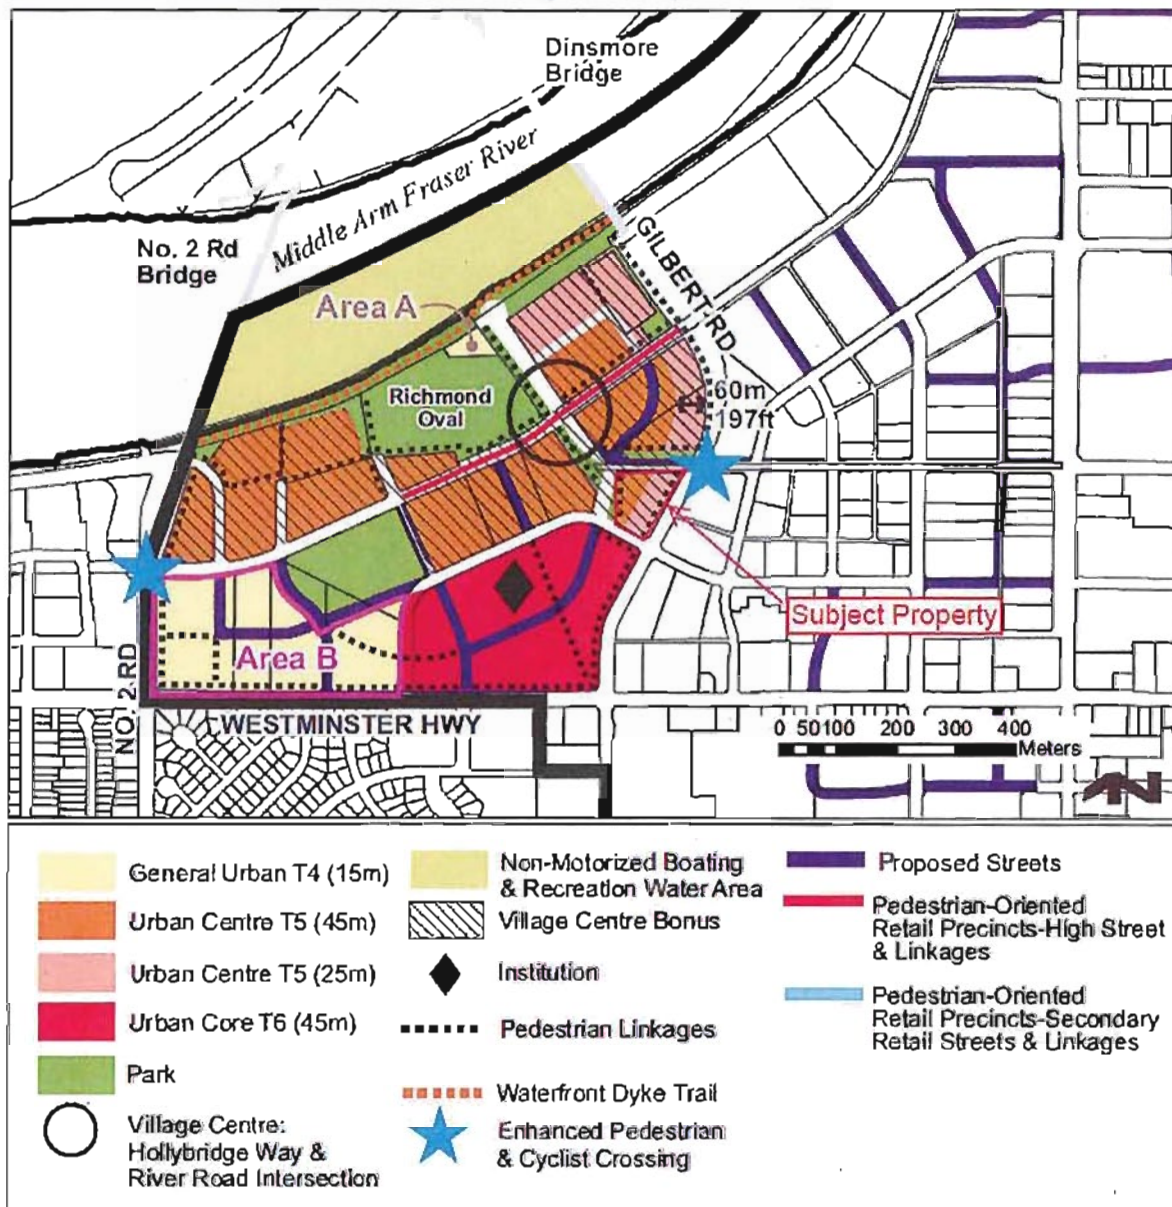 Dinsmore
Bridge
Middle Arm Fraser River
No. 2 Rd
Bridge
GILBERT RD
Area A
Richmond
Oval
60m
197ft
Subject Property
Area B
NO. 2 RD
WESTMINSTER HWY
0 50 100 200 300 400
Meters
N
General Urban T4 (15m)
Urban Centre T5 (45m)
Urban Centre T5 (25m)
Urban Core T6 (45m)
Park
Village Centre:
Hollybridge Way &
River Road Intersection
Non-Motorized Boating
& Recreation Water Area
Village Centre Bonus
Institution
Pedestrian Linkages
Waterfront Dyke Trail
Enhanced Pedestrian
& Cyclist Crossing
Proposed Streets
Pedestrian-Oriented
Retail Precincts-High Street
& Linkages
Pedestrian-Oriented
Retail Precincts-Secondary
Retail Streets & Linkages